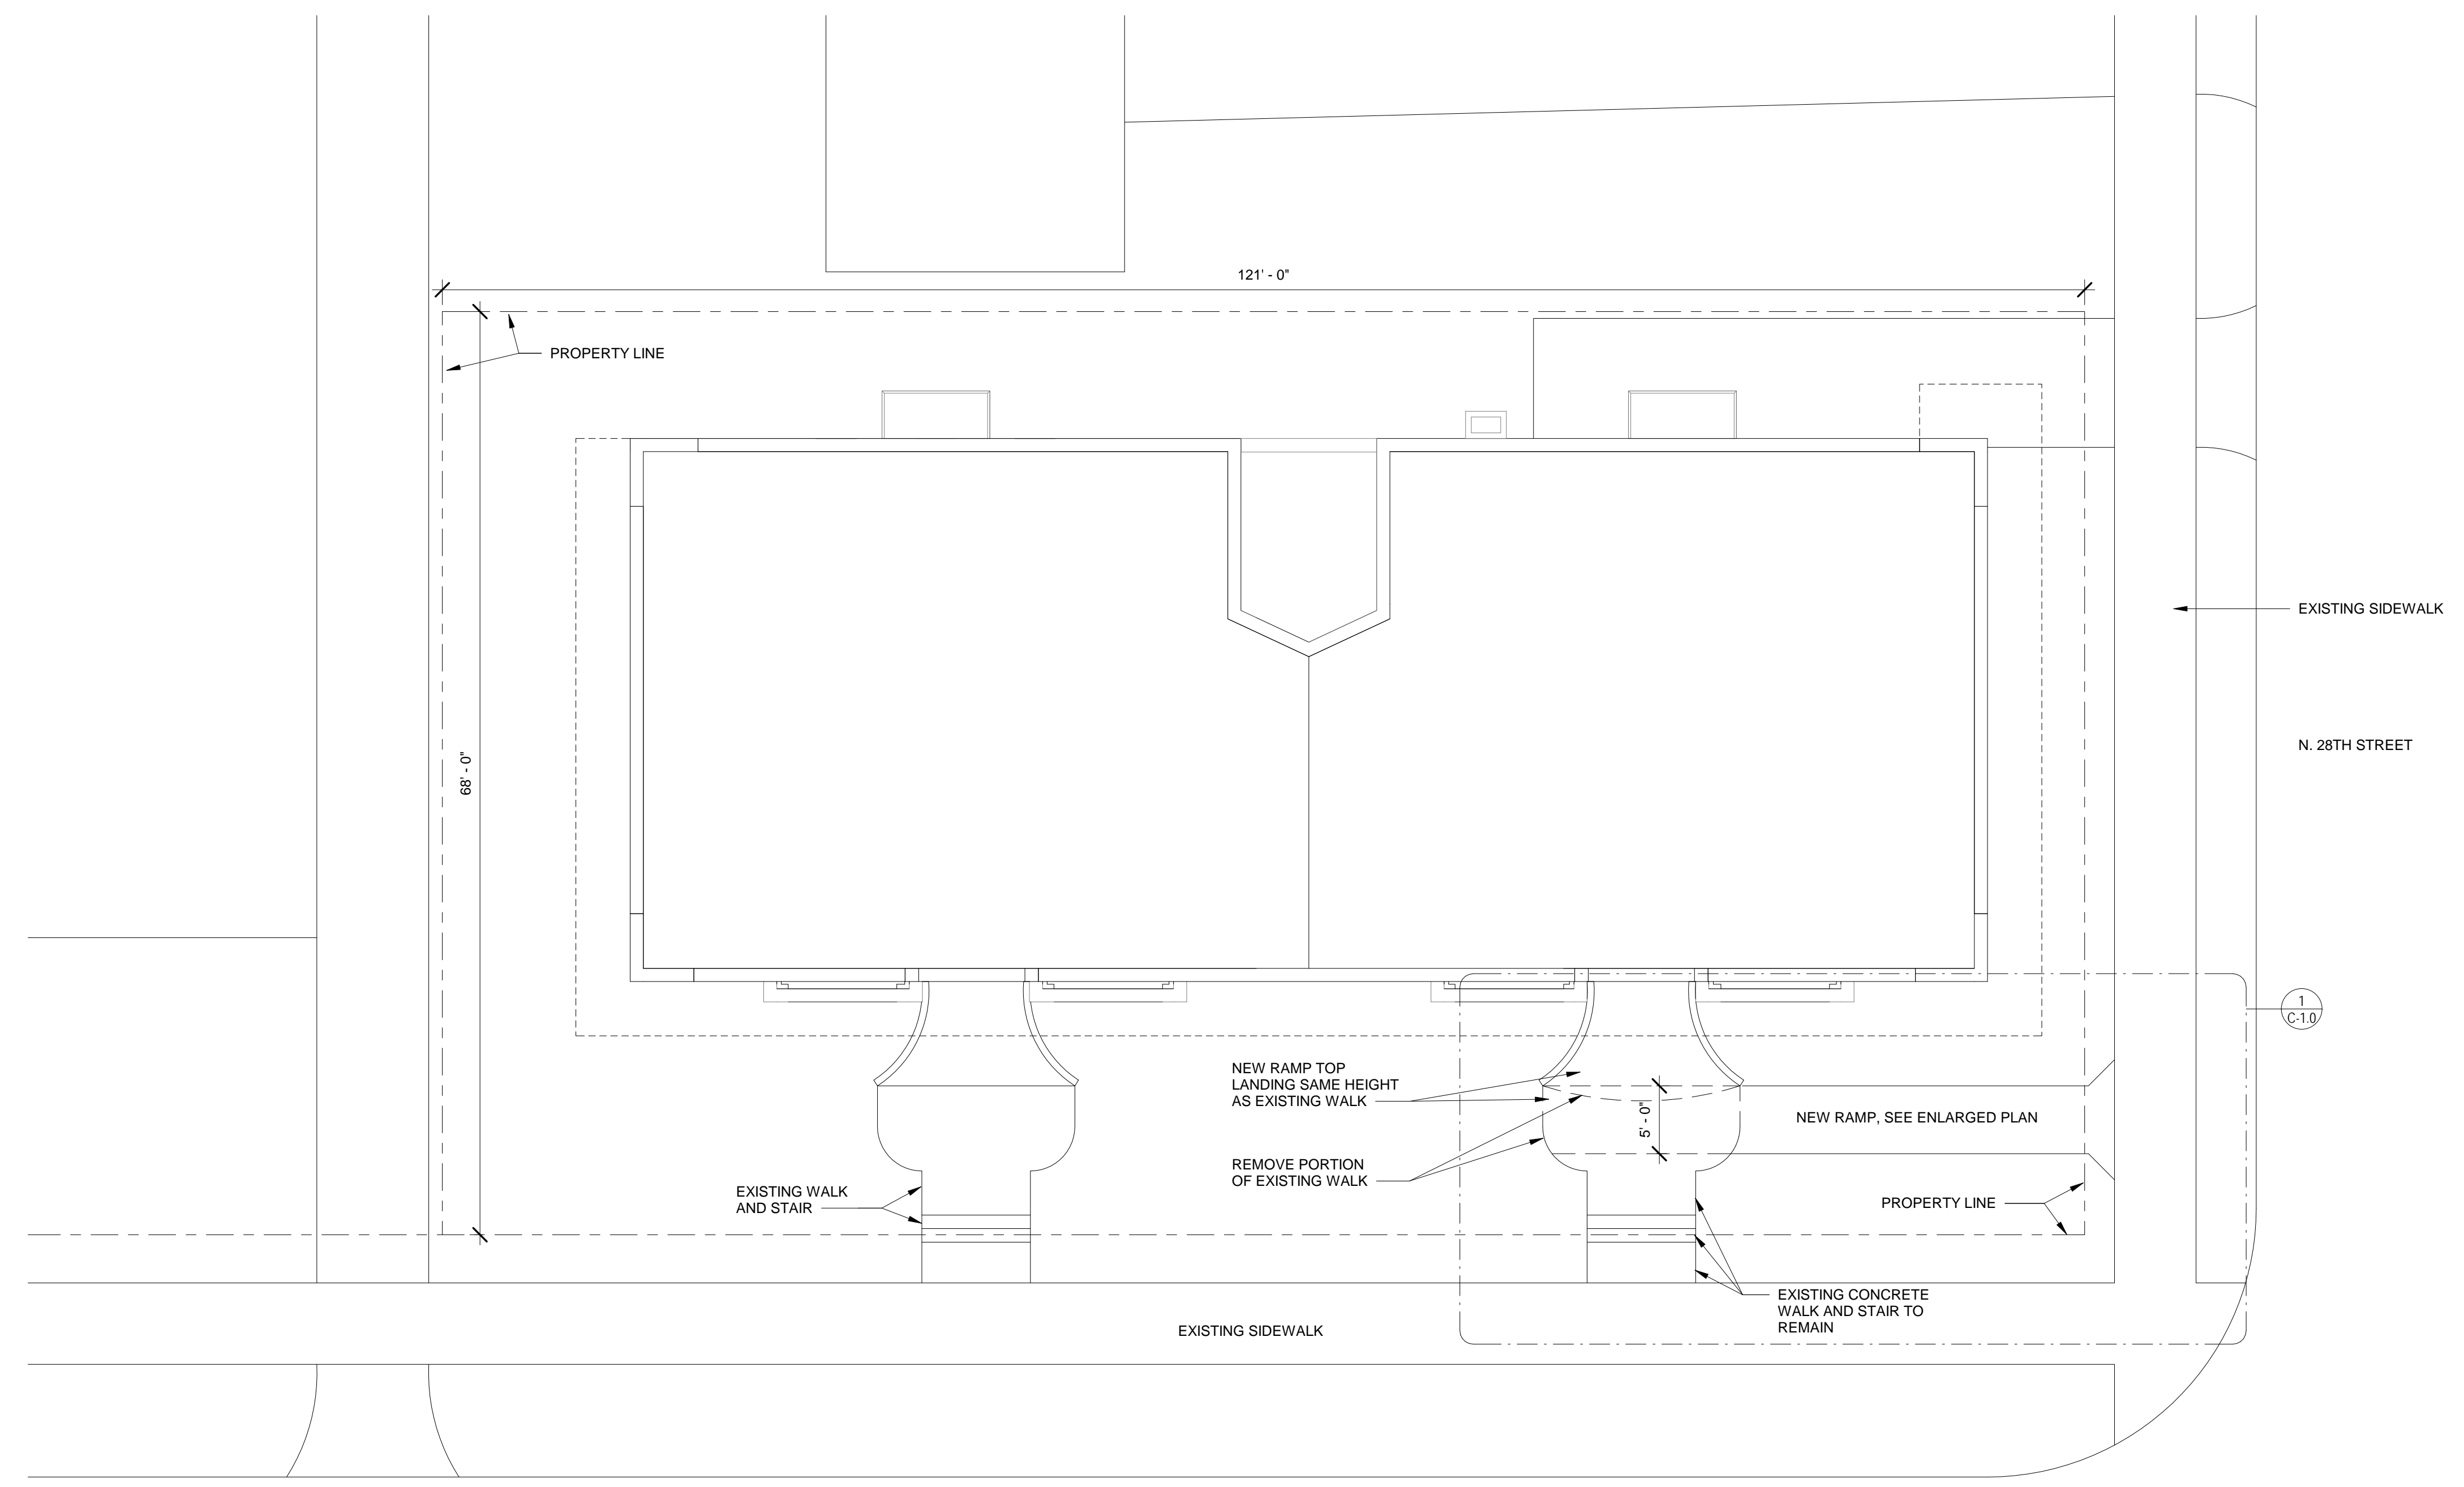 121' - 0"
PROPERTY LINE
EXISTING SIDEWALK
N. 28TH STREET
68' - 0"
1
C-1.0
NEW RAMP TOP
LANDING SAME HEIGHT
AS EXISTING WALK
5' - 0"
NEW RAMP, SEE ENLARGED PLAN
REMOVE PORTION
OF EXISTING WALK
EXISTING WALK
AND STAIR
PROPERTY LINE
EXISTING CONCRETE
WALK AND STAIR TO
REMAIN
EXISTING SIDEWALK